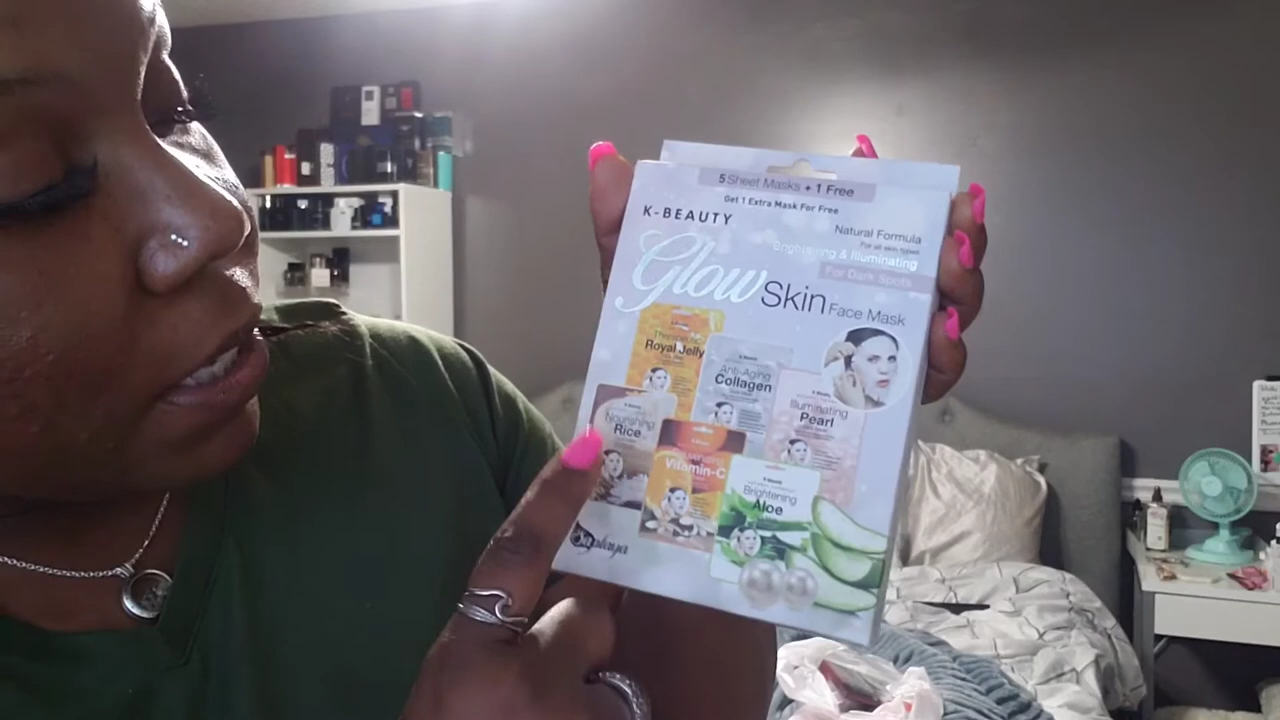 5 Sheet Masks + 1 Free
Get 1 Extra Mask For Free
K-BEAUTY
Natural Formula
For all skin types
Brightening & Illuminating
For Dark Spots
Glow Skin Face Mask
Therapeutic
Royal Jelly
Anti-Aging
Collagen
Illuminating
Pearl
Nourishing
Rice
Vitamin-C
Brightening
Aloe